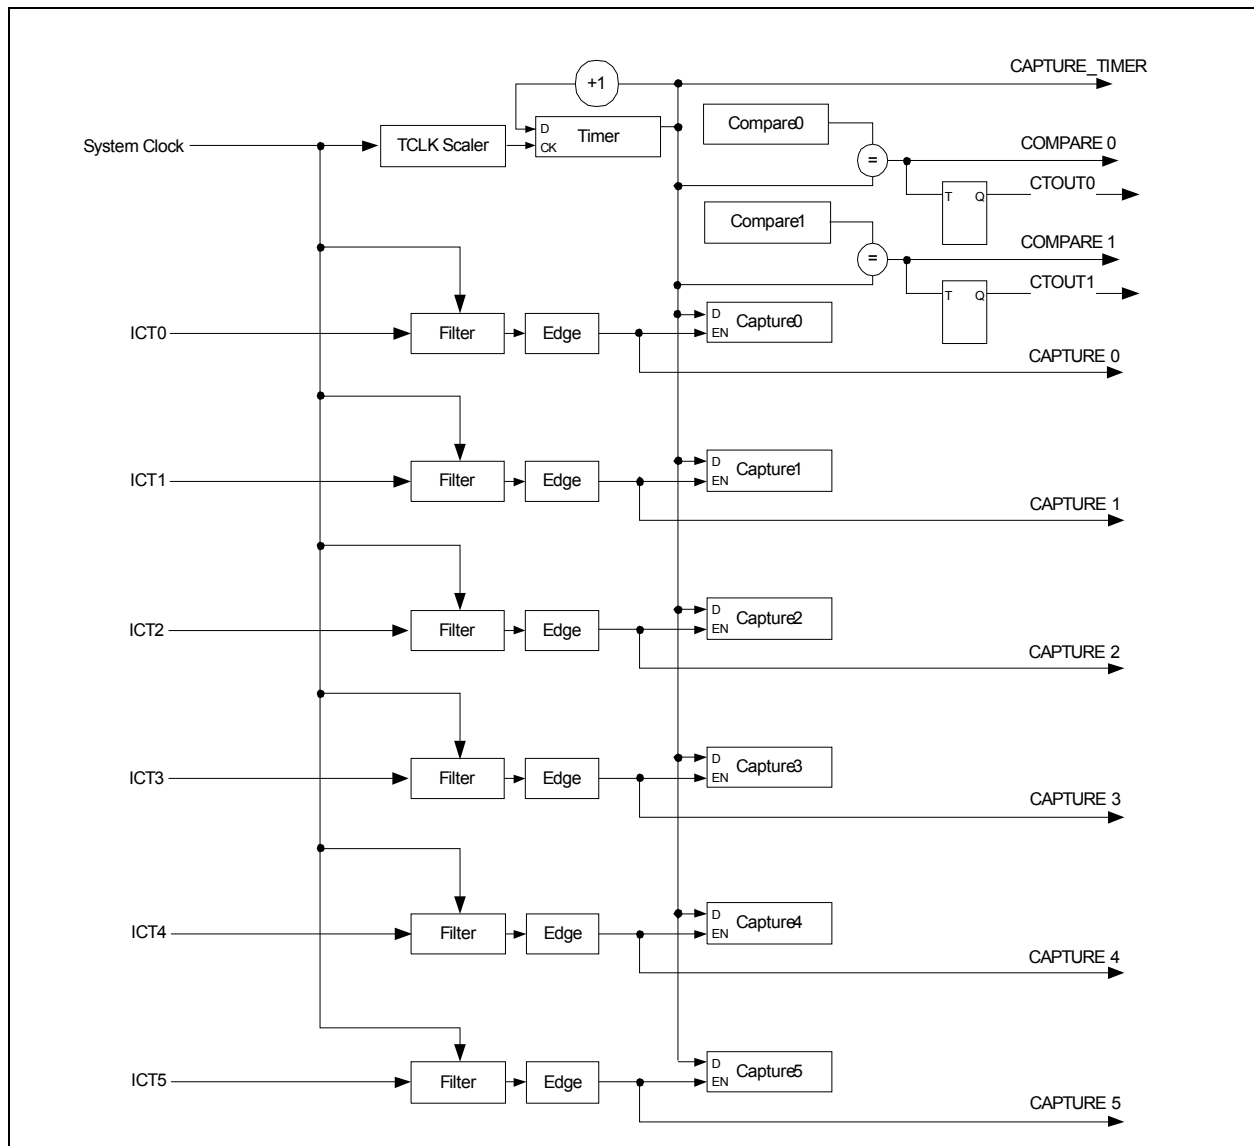 CAPTURE_TIMER
+1
D
CK
Timer
Compare0
System Clock
TCLK Scaler
COMPARE 0
=
T
Q
CTOUT0
Compare1
COMPARE 1
=
T
Q
CTOUT1
D
EN
Capture0
ICT0
Filter
Edge
CAPTURE 0
D
EN
Capture1
ICT1
Filter
Edge
CAPTURE 1
D
EN
Capture2
ICT2
Filter
Edge
CAPTURE 2
D
EN
Capture3
ICT3
Filter
Edge
CAPTURE 3
D
EN
Capture4
ICT4
Filter
Edge
CAPTURE 4
D
EN
Capture5
ICT5
Filter
Edge
CAPTURE 5